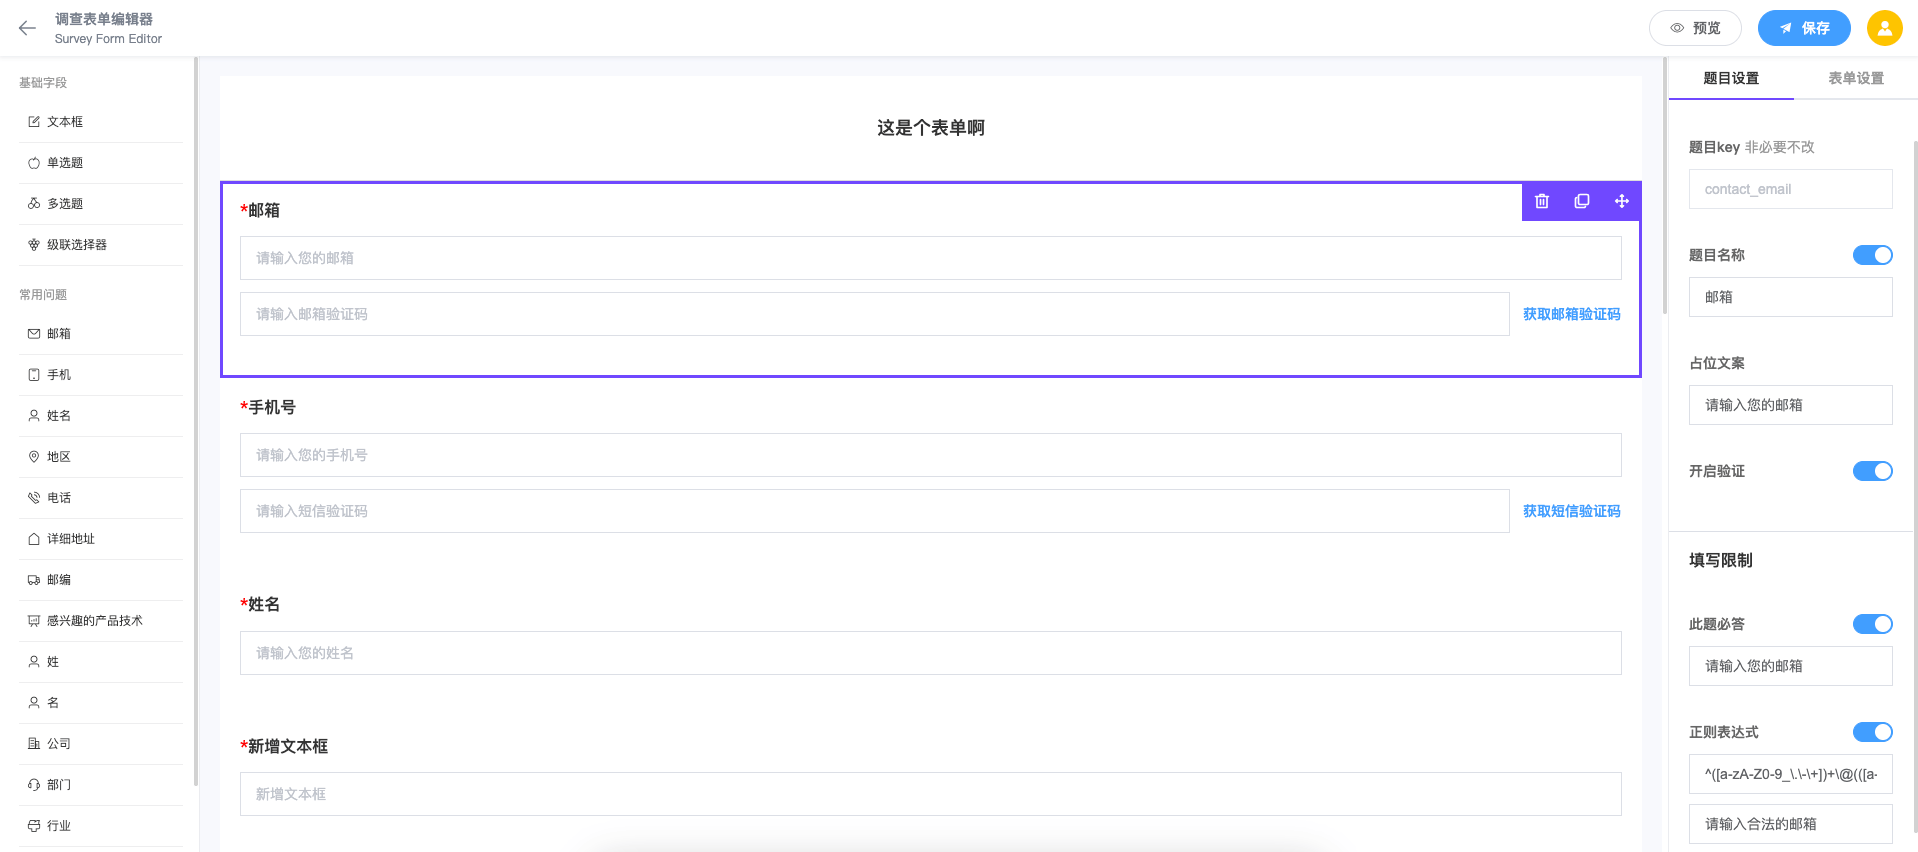 调查表单编辑器
Survey Form Editor
预览
保存
基础字段
文本框
单选题
多选题
级联选择器
常用问题
邮箱
手机
姓名
地区
电话
详细地址
邮编
感兴趣的产品技术
姓
名
公司
部门
行业
这是个表单啊
*邮箱
请输入您的邮箱
请输入邮箱验证码
获取邮箱验证码
*手机号
请输入您的手机号
请输入短信验证码
获取短信验证码
*姓名
请输入您的姓名
*新增文本框
新增文本框
题目设置
表单设置
题目key 非必要不改
contact_email
题目名称
邮箱
占位文案
请输入您的邮箱
开启验证
填写限制
此题必答
请输入您的邮箱
正则表达式
^([a-zA-Z0-9_\.\-\+])+\@(([a-
请输入合法的邮箱